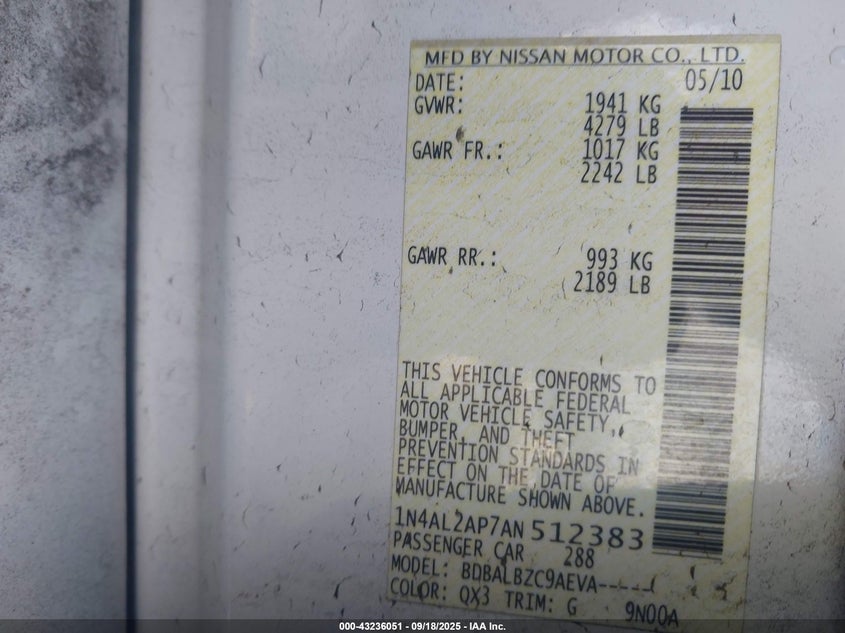 MFD BY NISSAN MOTOR CO., LTD.
DATE: 05/10
GVWR: 1941 KG
4279 LB
GAWR FR.: 1017 KG
2242 LB
GAWR RR.: 993 KG
2189 LB
THIS VEHICLE CONFORMS TO
ALL APPLICABLE FEDERAL
MOTOR VEHICLE SAFETY,
BUMPER, AND THEFT
PREVENTION STANDARDS IN
EFFECT ON THE DATE OF
MANUFACTURE SHOWN ABOVE.
1N4AL2AP7AN 512383
PASSENGER CAR 288
MODEL: BDBALBZC9AEVA-----
COLOR: QX3 TRIM: G 9N00A
000-43236051 - 09/18/2025 - IAA Inc.